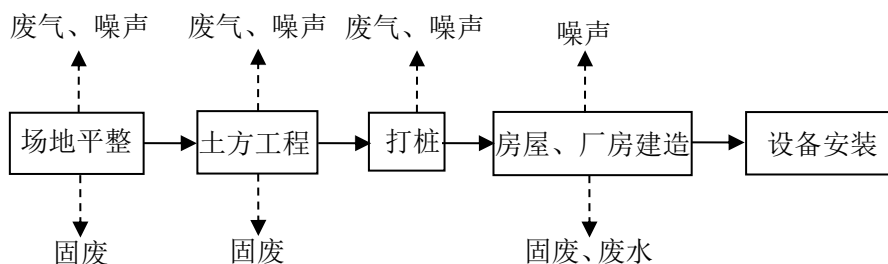 废气、噪声 废气、噪声 废气、噪声 噪声
场地平整 土方工程 打桩 房屋、厂房建造 设备安装
固废 固废 固废、废水